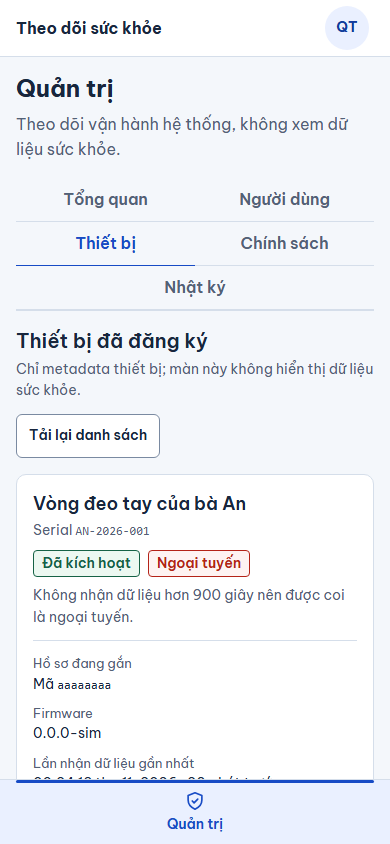 Theo dõi sức khỏe
QT
Quản trị
Theo dõi vận hành hệ thống, không xem dữ
liệu sức khỏe.
Tổng quan
Người dùng
Thiết bị
Chính sách
Nhật ký
Thiết bị đã đăng ký
Chỉ metadata thiết bị; màn này không hiển thị dữ liệu
sức khỏe.
Tải lại danh sách
Vòng đeo tay của bà An
Serial AN-2026-001
Đã kích hoạt
Ngoại tuyến
Không nhận dữ liệu hơn 900 giây nên được coi
là ngoại tuyến.
Hồ sơ đang gắn
Mã aaaaaaaa
Firmware
0.0.0-sim
Lần nhận dữ liệu gần nhất
Quản trị